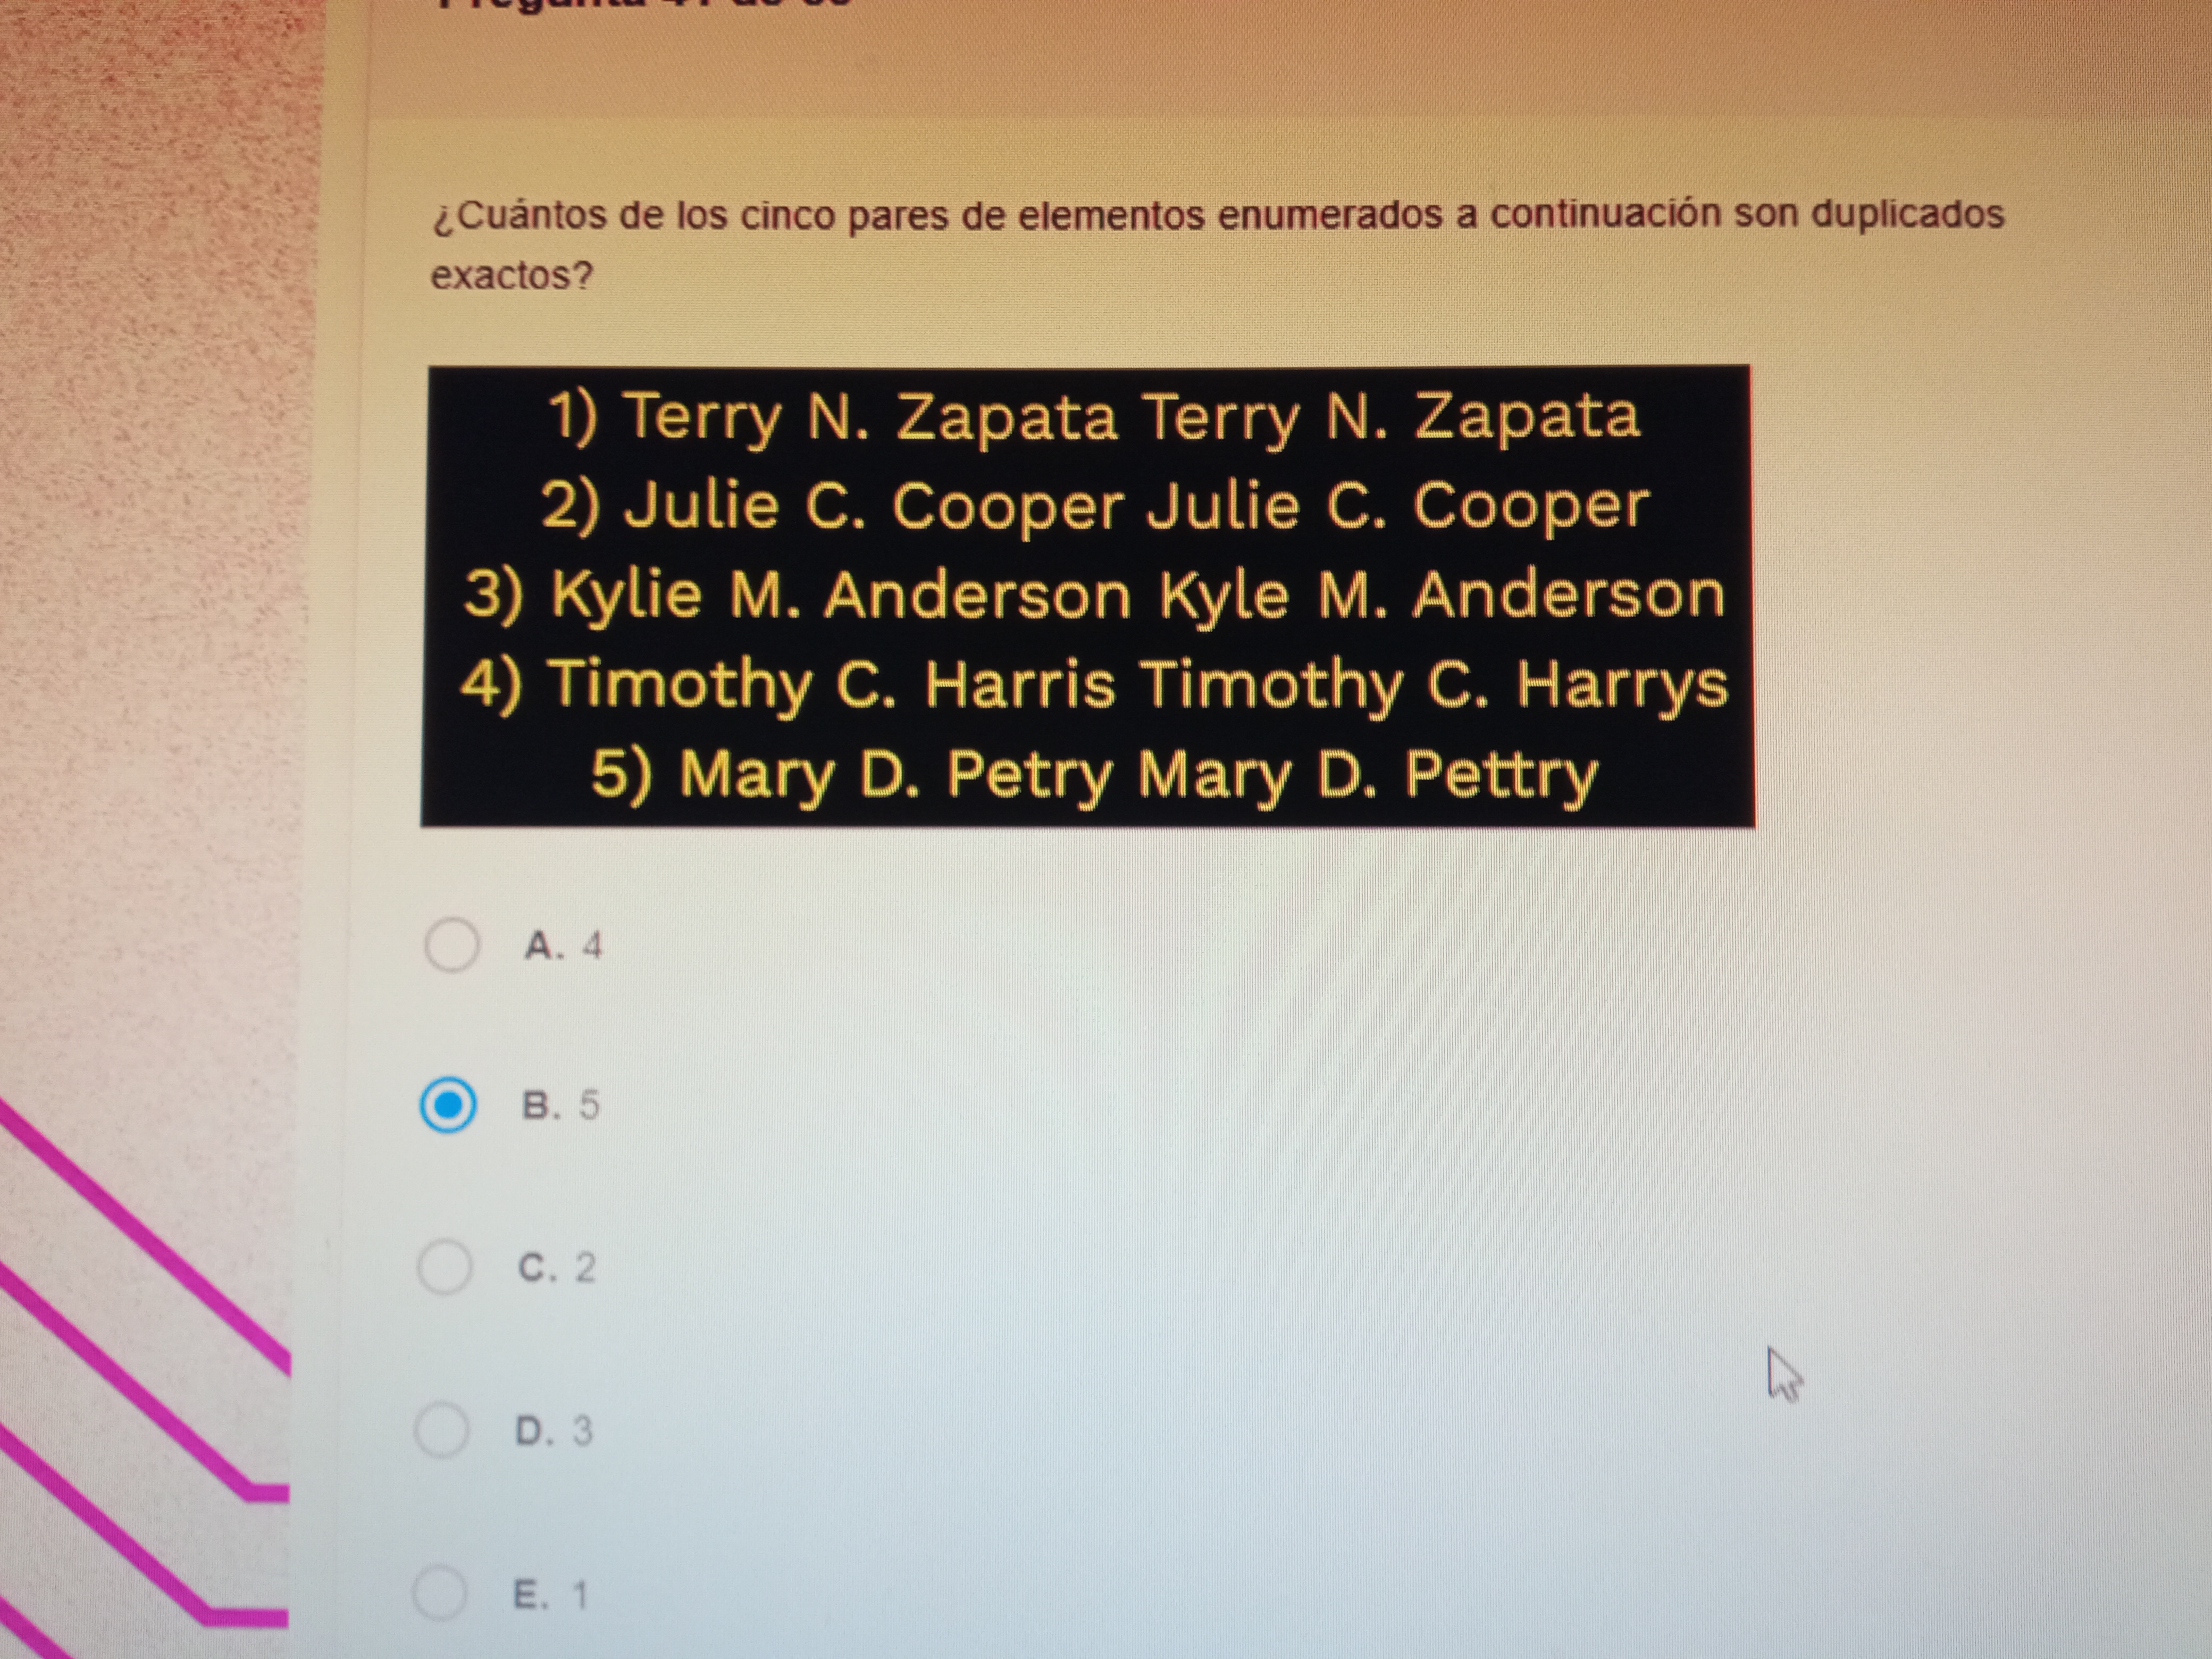 ¿Cuántos de los cinco pares de elementos enumerados a continuación son duplicados
exactos?
1) Terry N. Zapata Terry N. Zapata
2) Julie C. Cooper Julie C. Cooper
3) Kylie M. Anderson Kyle M. Anderson
4) Timothy C. Harris Timothy C. Harrys
5) Mary D. Petry Mary D. Pettry
A. 4
B. 5
C. 2
D. 3
E. 1